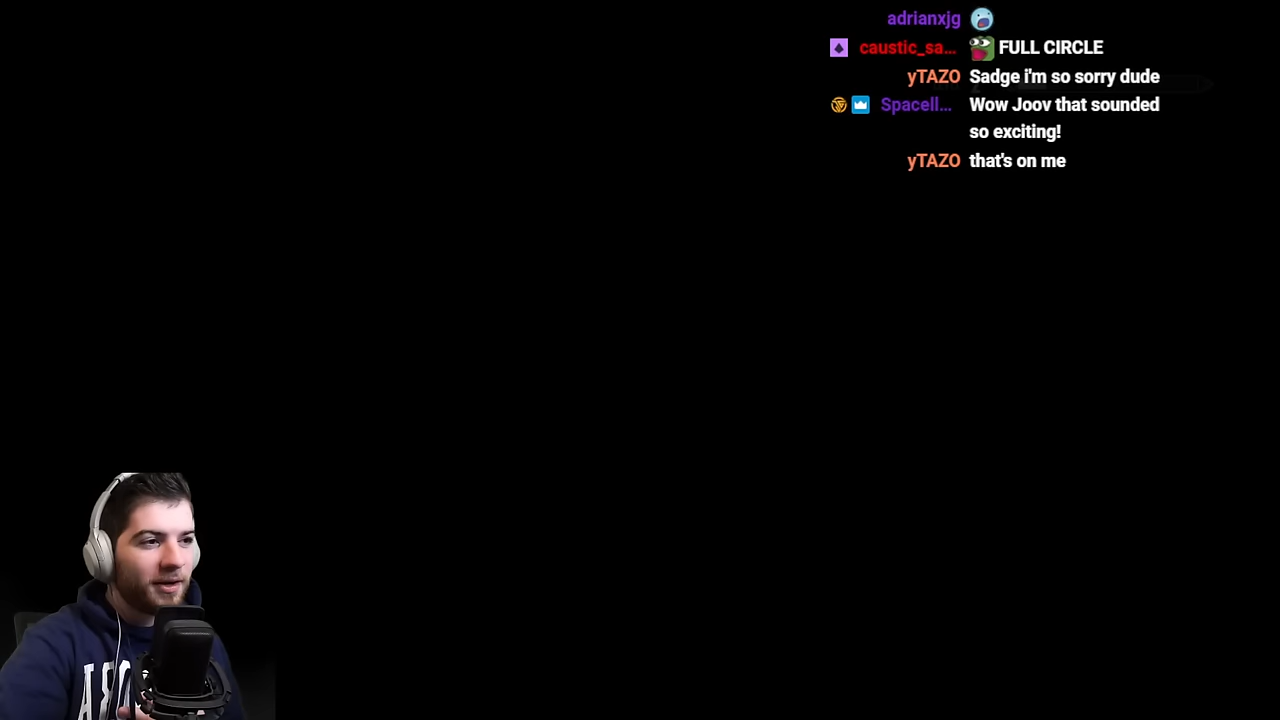 adrianxjg
caustic_sa... FULL CIRCLE
yTAZO Sadge i'm so sorry dude
Spacell... Wow Joov that sounded
so exciting!
yTAZO that's on me